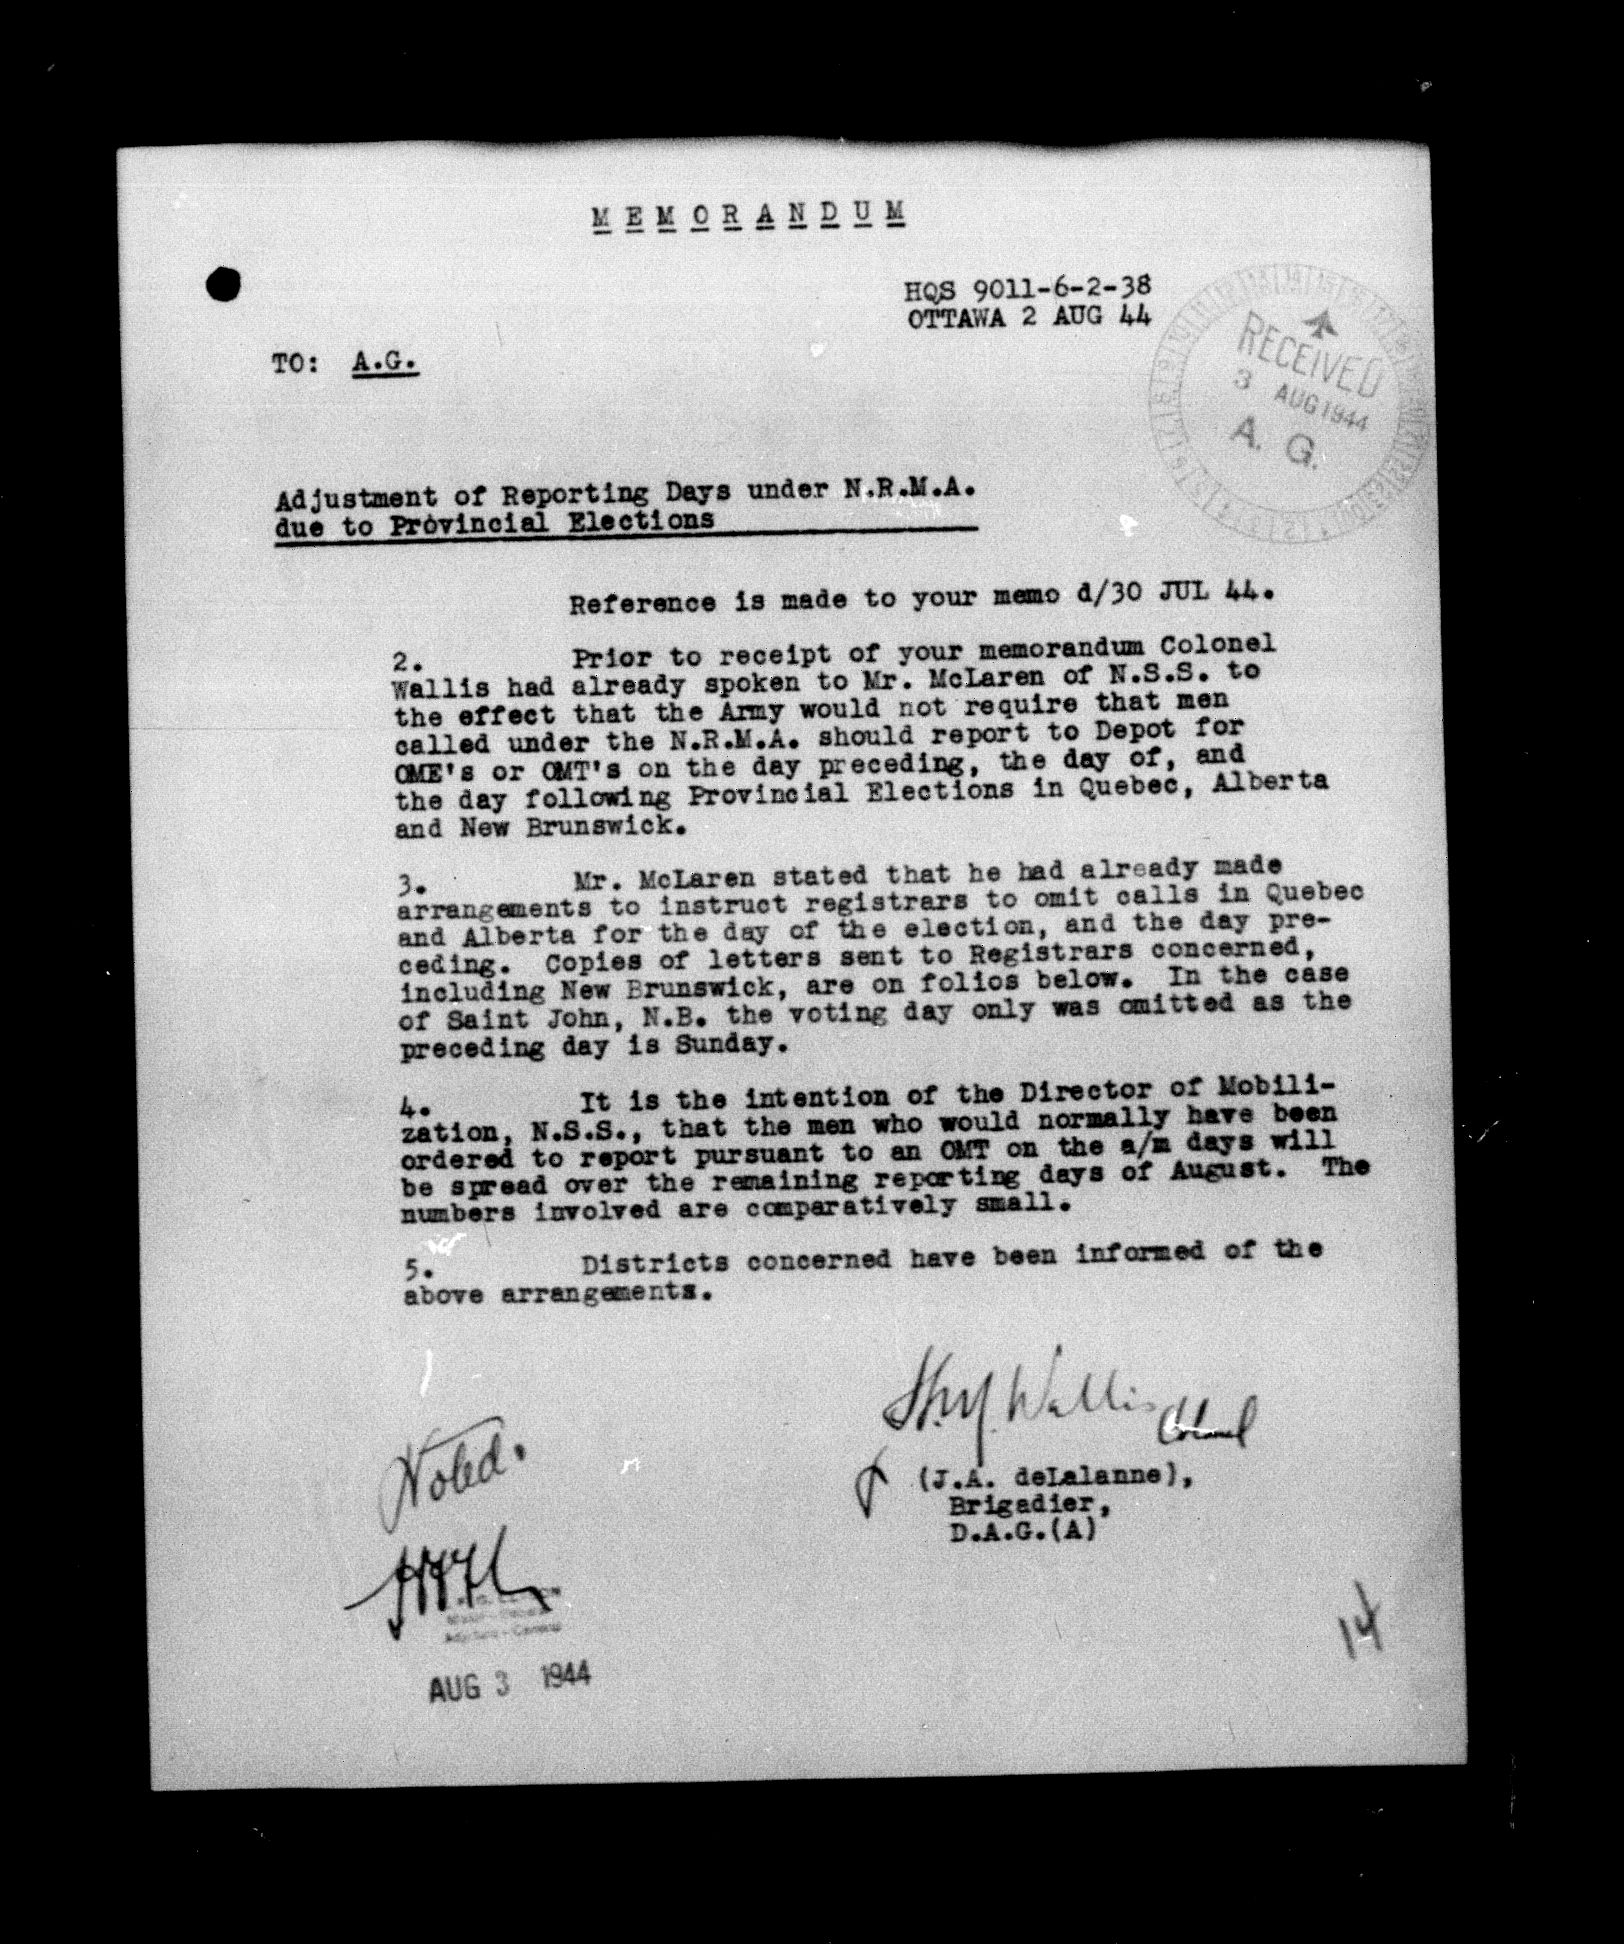 MEMORANDUM
HQS 9011-6-2-38
OTTAWA 2 AUG 44
RECEIVED
3 AUG 1944
A. G.
TO: A.G.
Adjustment of Reporting Days under N.R.M.A.
due to Provincial Elections
Reference is made to your memo d/30 JUL 44.
2. Prior to receipt of your memorandum Colonel
Wallis had already spoken to Mr. McLaren of N.S.S. to
the effect that the Army would not require that men
called under the N.R.M.A. should report to Depot for
OME's or OMT's on the day preceding, the day of, and
the day following Provincial Elections in Quebec, Alberta
and New Brunswick.
3. Mr. McLaren stated that he had already made
arrangements to instruct registrars to omit calls in Quebec
and Alberta for the day of the election, and the day pre-
ceding. Copies of letters sent to Registrars concerned,
including New Brunswick, are on folios below. In the case
of Saint John, N.B. the voting day only was omitted as the
preceding day is Sunday.
4. It is the intention of the Director of Mobili-
zation, N.S.S., that the men who would normally have been
ordered to report pursuant to an OMT on the a/m days will
be spread over the remaining reporting days of August. The
numbers involved are comparatively small.
5. Districts concerned have been informed of the
above arrangements.
Wallis Colonel
(J.A. deLalanne),
Brigadier,
D.A.G.(A)
Noted.
AUG 3 1944
14